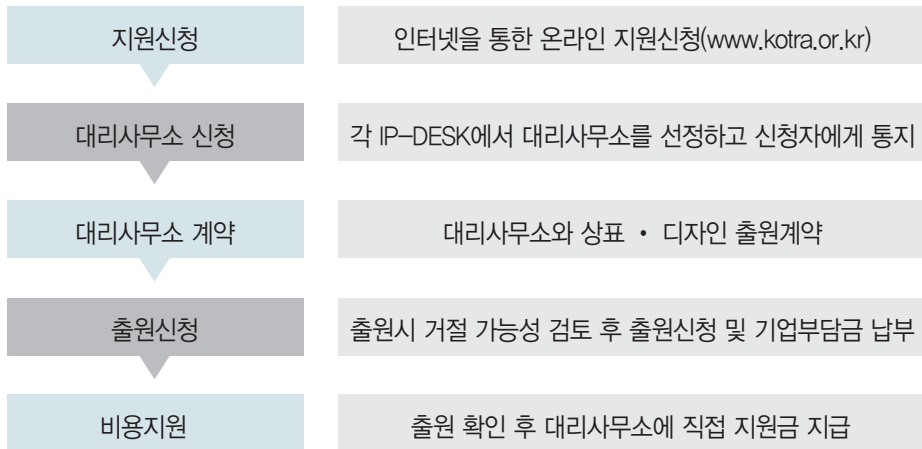 지원신청
인터넷을 통한 온라인 지원신청(www.kotra.or.kr)
대리사무소 신청
각 IP-DESK에서 대리사무소를 선정하고 신청자에게 통지
대리사무소 계약
대리사무소와 상표 · 디자인 출원계약
출원신청
출원시 거절 가능성 검토 후 출원신청 및 기업부담금 납부
비용지원
출원 확인 후 대리사무소에 직접 지원금 지급